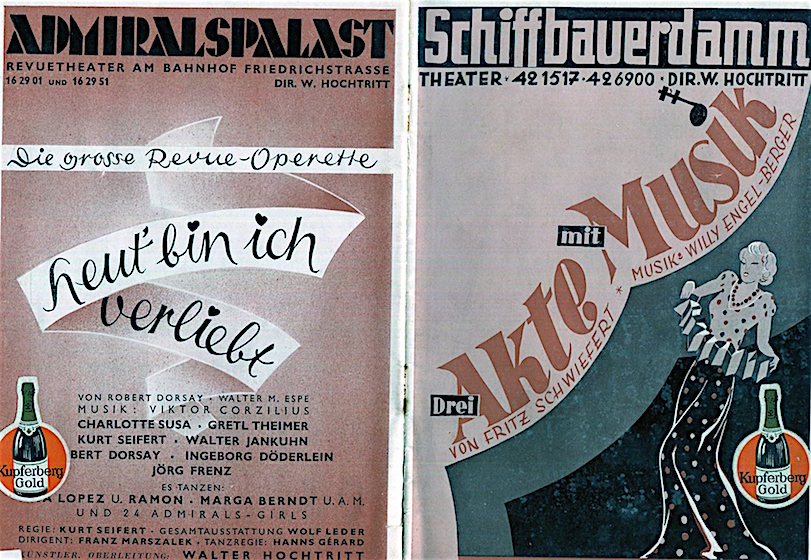 ADMIRALSPALAST
REVUETHEATER AM BAHNHOF FRIEDRICHSTRASSE
16 29 01 UND 16 29 51 DIR. W. HOCHTRITT
Die grosse Revue-Operette
heut' bin ich
verliebt
VON ROBERT DORSAY · WALTER M. ESPE
MUSIK: VIKTOR CORZILIUS
CHARLOTTE SUSA · GRETL THEIMER
KURT SEIFERT · WALTER JANKUHN
BERT DORSAY · INGEBORG DÖDERLEIN
JÖRG FRENZ
ES TANZEN:
LOPEZ U. RAMON · MARGA BERNDT U.A.M.
UND 24 ADMIRALS-GIRLS
REGIE: KURT SEIFERT · GESAMTAUSSTATTUNG WOLF LEDER
DIRIGENT: FRANZ MARSZALEK · TANZREGIE: HANNS GÉRARD
KÜNSTLER. OBERLEITUNG: WALTER HOCHTRITT
Kupferberg
Gold
Schiffbauerdamm
THEATER · 42 1517 · 42 6900 · DIR. W. HOCHTRITT
Drei Akte mit Musik
VON FRITZ SCHWIEFERT * MUSIK: WILLY ENGEL-BERGER
Kupferberg
Gold